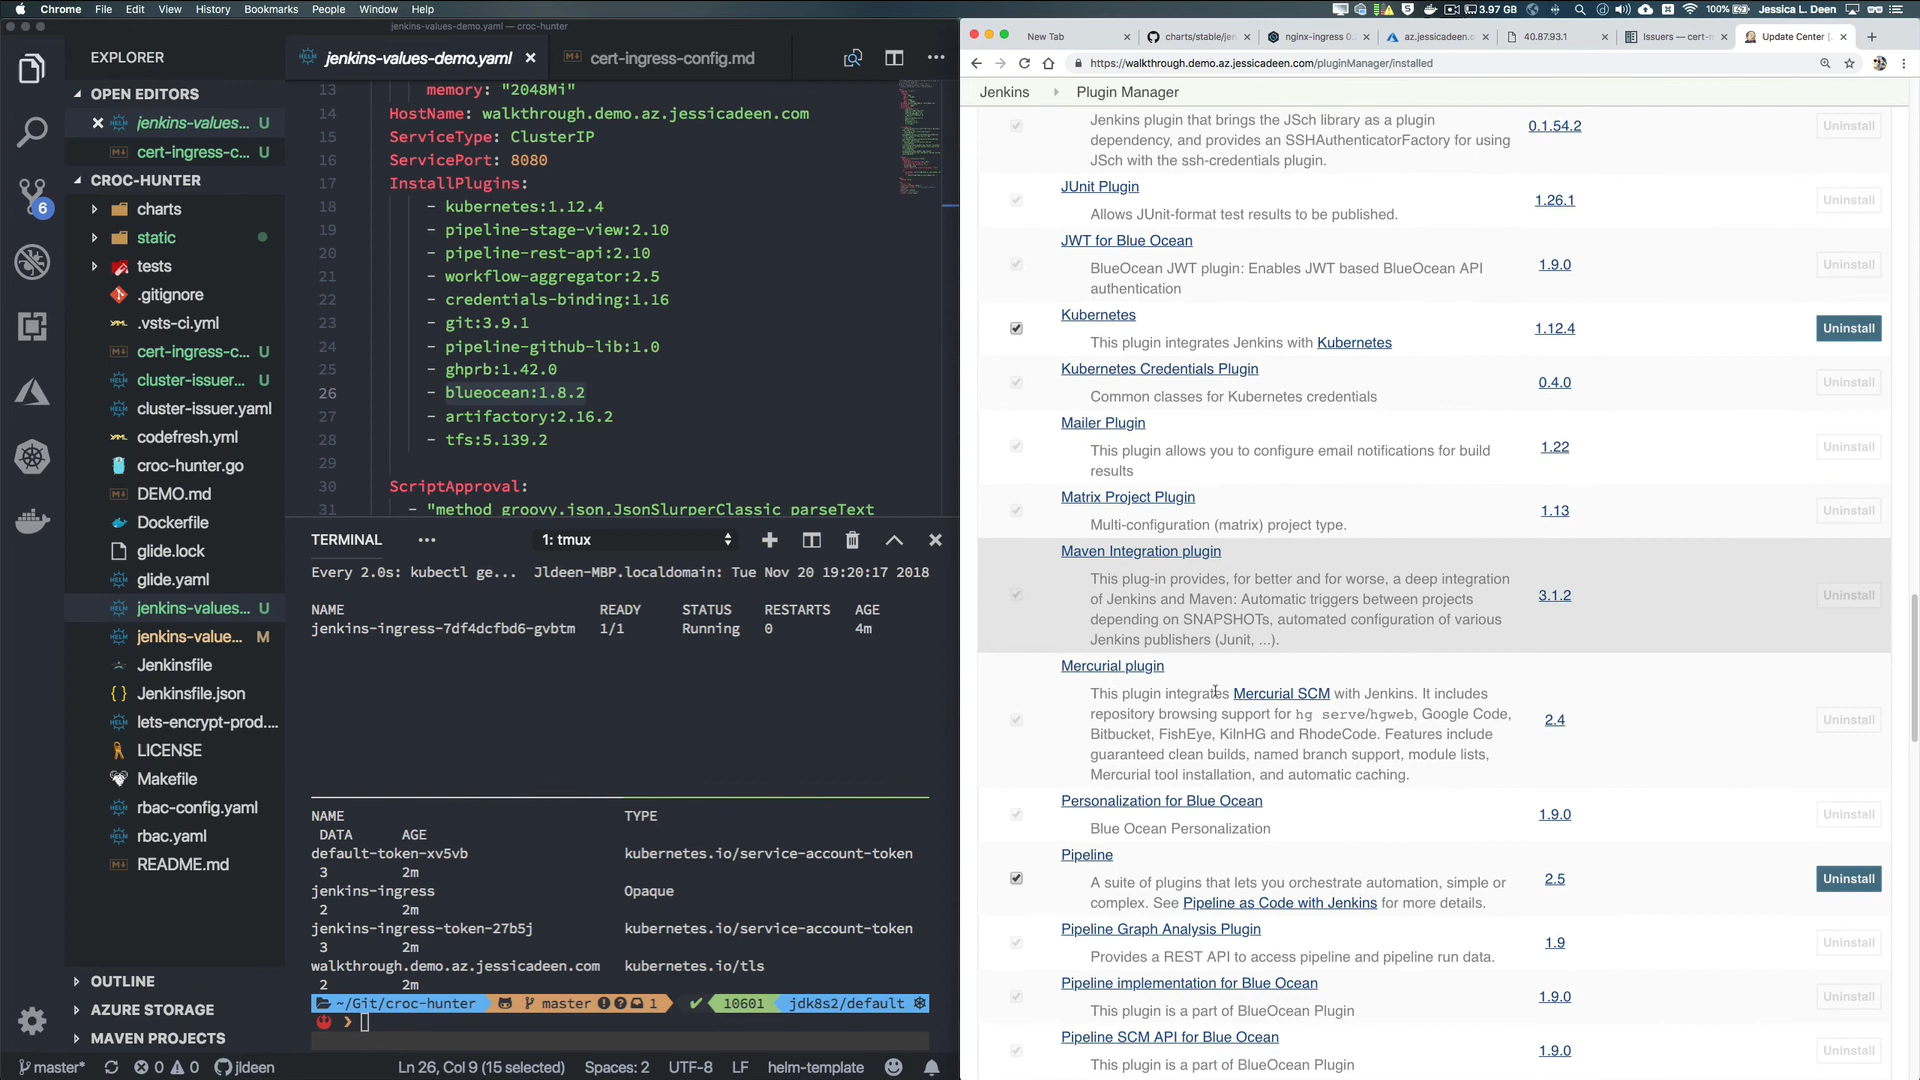 Chrome File Edit View History Bookmarks People Window Help
3.97 GB 100% Jessica L. Deen
jenkins-values-demo.yaml — croc-hunter
EXPLORER
OPEN EDITORS
jenkins-values... U
cert-ingress-c... U
CROC-HUNTER
charts
static
tests
.gitignore
.vsts-ci.yml
cert-ingress-c... U
cluster-issuer... U
cluster-issuer.yaml
codefresh.yml
croc-hunter.go
DEMO.md
Dockerfile
glide.lock
glide.yaml
jenkins-values... U
jenkins-value... M
Jenkinsfile
Jenkinsfile.json
lets-encrypt-prod....
LICENSE
Makefile
rbac-config.yaml
rbac.yaml
README.md
OUTLINE
AZURE STORAGE
MAVEN PROJECTS
6
jenkins-values-demo.yaml
cert-ingress-config.md
13 memory: "2048Mi"
14 HostName: walkthrough.demo.az.jessicadeen.com
15 ServiceType: ClusterIP
16 ServicePort: 8080
17 InstallPlugins:
18 - kubernetes:1.12.4
19 - pipeline-stage-view:2.10
20 - pipeline-rest-api:2.10
21 - workflow-aggregator:2.5
22 - credentials-binding:1.16
23 - git:3.9.1
24 - pipeline-github-lib:1.0
25 - ghprb:1.42.0
26 - blueocean:1.8.2
27 - artifactory:2.16.2
28 - tfs:5.139.2
29
30 ScriptApproval:
31 - "method groovy.json.JsonSlurperClassic parseText
TERMINAL
1: tmux
Every 2.0s: kubectl ge... Jldeen-MBP.localdomain: Tue Nov 20 19:20:17 2018
NAME READY STATUS RESTARTS AGE
jenkins-ingress-7df4dcfbd6-gvbtm 1/1 Running 0 4m
NAME TYPE
DATA AGE
default-token-xv5vb kubernetes.io/service-account-token
3 2m
jenkins-ingress Opaque
2 2m
jenkins-ingress-token-27b5j kubernetes.io/service-account-token
3 2m
walkthrough.demo.az.jessicadeen.com kubernetes.io/tls
2 2m
~/Git/croc-hunter master 1 10601 jdk8s2/default
master* 0 0 jldeen Ln 26, Col 9 (15 selected) Spaces: 2 UTF-8 LF helm-template
New Tab
charts/stable/jen
nginx-ingress 0.
az.jessicadeen.c
40.87.93.1
Issuers — cert-n
Update Center [
https://walkthrough.demo.az.jessicadeen.com/pluginManager/installed
Jenkins Plugin Manager
Jenkins plugin that brings the JSch library as a plugin
dependency, and provides an SSHAuthenticatorFactory for using
JSch with the ssh-credentials plugin.
0.1.54.2 Uninstall
JUnit Plugin
Allows JUnit-format test results to be published.
1.26.1 Uninstall
JWT for Blue Ocean
BlueOcean JWT plugin: Enables JWT based BlueOcean API
authentication
1.9.0 Uninstall
Kubernetes
This plugin integrates Jenkins with Kubernetes
1.12.4 Uninstall
Kubernetes Credentials Plugin
Common classes for Kubernetes credentials
0.4.0 Uninstall
Mailer Plugin
This plugin allows you to configure email notifications for build
results
1.22 Uninstall
Matrix Project Plugin
Multi-configuration (matrix) project type.
1.13 Uninstall
Maven Integration plugin
This plug-in provides, for better and for worse, a deep integration
of Jenkins and Maven: Automatic triggers between projects
depending on SNAPSHOTs, automated configuration of various
Jenkins publishers (Junit, ...).
3.1.2 Uninstall
Mercurial plugin
This plugin integrates Mercurial SCM with Jenkins. It includes
repository browsing support for hg serve/hgweb, Google Code,
Bitbucket, FishEye, KilnHG and RhodeCode. Features include
guaranteed clean builds, named branch support, module lists,
Mercurial tool installation, and automatic caching.
2.4 Uninstall
Personalization for Blue Ocean
Blue Ocean Personalization
1.9.0 Uninstall
Pipeline
A suite of plugins that lets you orchestrate automation, simple or
complex. See Pipeline as Code with Jenkins for more details.
2.5 Uninstall
Pipeline Graph Analysis Plugin
Provides a REST API to access pipeline and pipeline run data.
1.9 Uninstall
Pipeline implementation for Blue Ocean
This plugin is a part of BlueOcean Plugin
1.9.0 Uninstall
Pipeline SCM API for Blue Ocean
This plugin is a part of BlueOcean Plugin
1.9.0 Uninstall